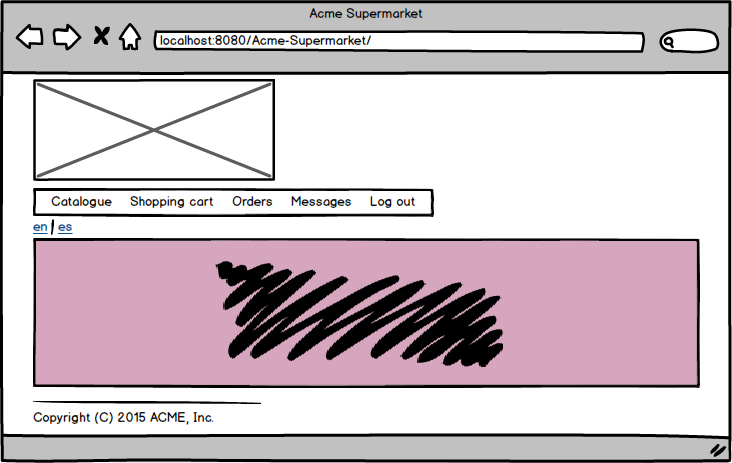 Acme Supermarket
localhost:8080/Acme-Supermarket/
Catalogue Shopping cart Orders Messages Log out
en | es
Copyright (C) 2015 ACME, Inc.